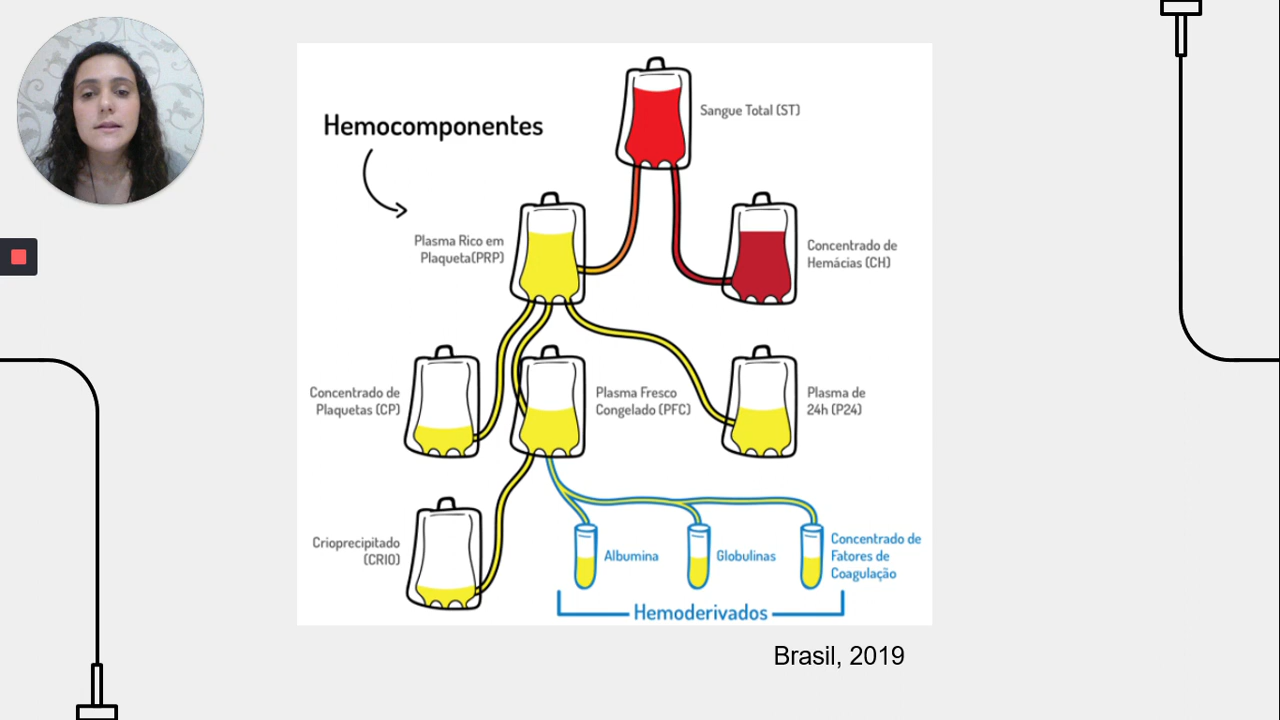 Hemocomponentes
Sangue Total (ST)
Plasma Rico em
Plaqueta(PRP)
Concentrado de
Hemácias (CH)
Concentrado de
Plaquetas (CP)
Plasma Fresco
Congelado (PFC)
Plasma de
24h (P24)
Crioprecipitado
(CRIO)
Albumina
Globulinas
Concentrado de
Fatores de
Coagulação
Hemoderivados
Brasil, 2019